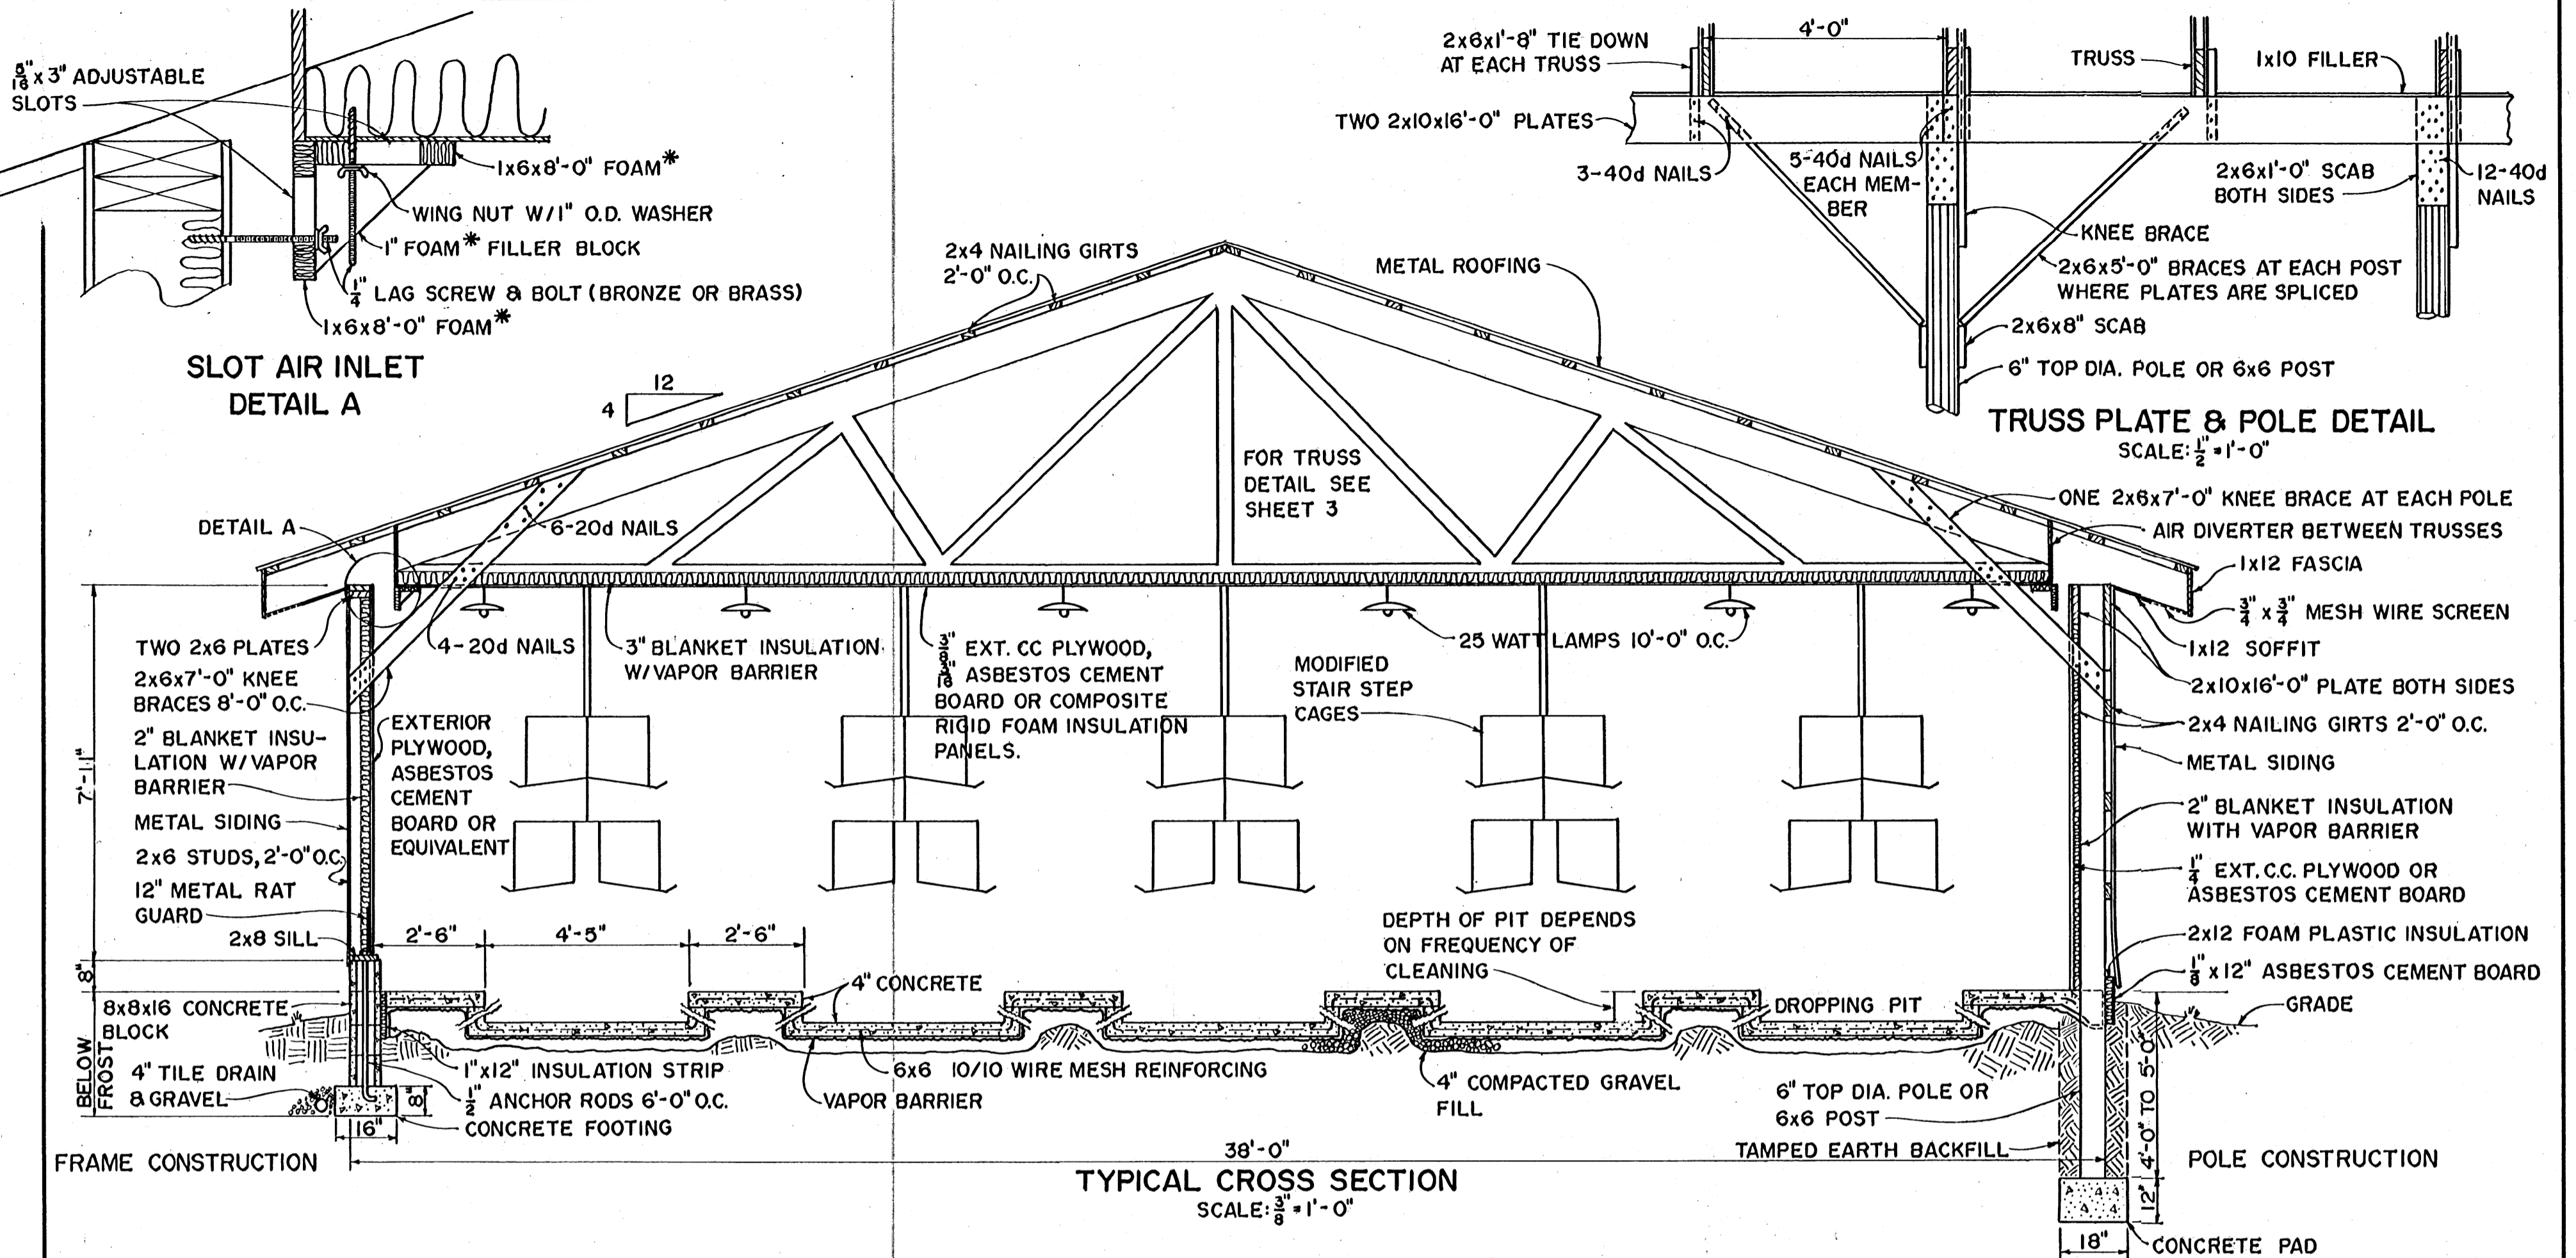 5/16" x 3" ADJUSTABLE
SLOTS
1x6x8'-0" FOAM*
WING NUT W/1" O.D. WASHER
1" FOAM* FILLER BLOCK
1/4" LAG SCREW & BOLT (BRONZE OR BRASS)
1x6x8'-0" FOAM*
SLOT AIR INLET
DETAIL A
2x6x1'-8" TIE DOWN
AT EACH TRUSS
4'-0"
TRUSS
1x10 FILLER
TWO 2x10x16'-0" PLATES
3-40d NAILS
5-40d NAILS
EACH MEM-
BER
2x6x1'-0" SCAB
BOTH SIDES
12-40d
NAILS
KNEE BRACE
2x6x5'-0" BRACES AT EACH POST
WHERE PLATES ARE SPLICED
2x6x8" SCAB
6" TOP DIA. POLE OR 6x6 POST
TRUSS PLATE & POLE DETAIL
SCALE: 1/2" = 1'-0"
2x4 NAILING GIRTS
2'-0" O.C.
METAL ROOFING
12
4
FOR TRUSS
DETAIL SEE
SHEET 3
DETAIL A
6-20d NAILS
ONE 2x6x7'-0" KNEE BRACE AT EACH POLE
AIR DIVERTER BETWEEN TRUSSES
1x12 FASCIA
3/4" x 3/4" MESH WIRE SCREEN
1x12 SOFFIT
2x10x16'-0" PLATE BOTH SIDES
2x4 NAILING GIRTS 2'-0" O.C.
METAL SIDING
2" BLANKET INSULATION
WITH VAPOR BARRIER
1/4" EXT. C.C. PLYWOOD OR
ASBESTOS CEMENT BOARD
2x12 FOAM PLASTIC INSULATION
1/8" x 12" ASBESTOS CEMENT BOARD
GRADE
TWO 2x6 PLATES
2x6x7'-0" KNEE
BRACES 8'-0" O.C.
2" BLANKET INSU-
LATION W/VAPOR
BARRIER
METAL SIDING
2x6 STUDS, 2'-0" O.C.
12" METAL RAT
GUARD
2x8 SILL
7'-11"
8"
BELOW
FROST
8x8x16 CONCRETE
BLOCK
4" TILE DRAIN
& GRAVEL
4-20d NAILS
3" BLANKET INSULATION
W/VAPOR BARRIER
3/8" EXT. CC PLYWOOD,
3/16" ASBESTOS CEMENT
BOARD OR COMPOSITE
RIGID FOAM INSULATION
PANELS.
25 WATT LAMPS 10'-0" O.C.
MODIFIED
STAIR STEP
CAGES
EXTERIOR
PLYWOOD,
ASBESTOS
CEMENT
BOARD OR
EQUIVALENT
2'-6"
4'-5"
2'-6"
4" CONCRETE
DEPTH OF PIT DEPENDS
ON FREQUENCY OF
CLEANING
DROPPING PIT
1"x12" INSULATION STRIP
1/2" ANCHOR RODS 6'-0" O.C.
CONCRETE FOOTING
8"
16"
6x6 10/10 WIRE MESH REINFORCING
VAPOR BARRIER
4" COMPACTED GRAVEL
FILL
6" TOP DIA. POLE OR
6x6 POST
TAMPED EARTH BACKFILL
4'-0" TO 5'-0"
12"
18"
CONCRETE PAD
FRAME CONSTRUCTION
38'-0"
POLE CONSTRUCTION
TYPICAL CROSS SECTION
SCALE: 3/8" = 1'-0"